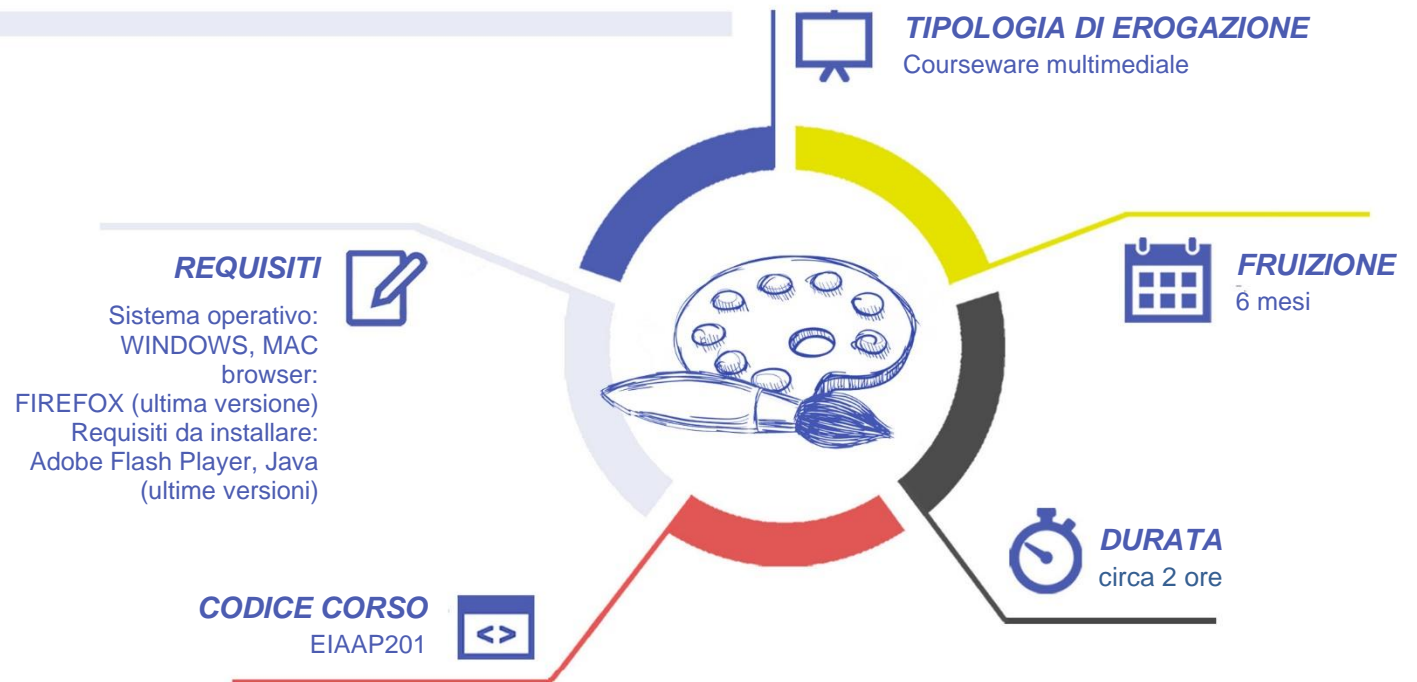 TIPOLOGIA DI EROGAZIONE
Courseware multimediale
REQUISITI
Sistema operativo:
WINDOWS, MAC
browser:
FIREFOX (ultima versione)
Requisiti da installare:
Adobe Flash Player, Java
(ultime versioni)
FRUIZIONE
6 mesi
DURATA
circa 2 ore
CODICE CORSO
EIAAP201
<>